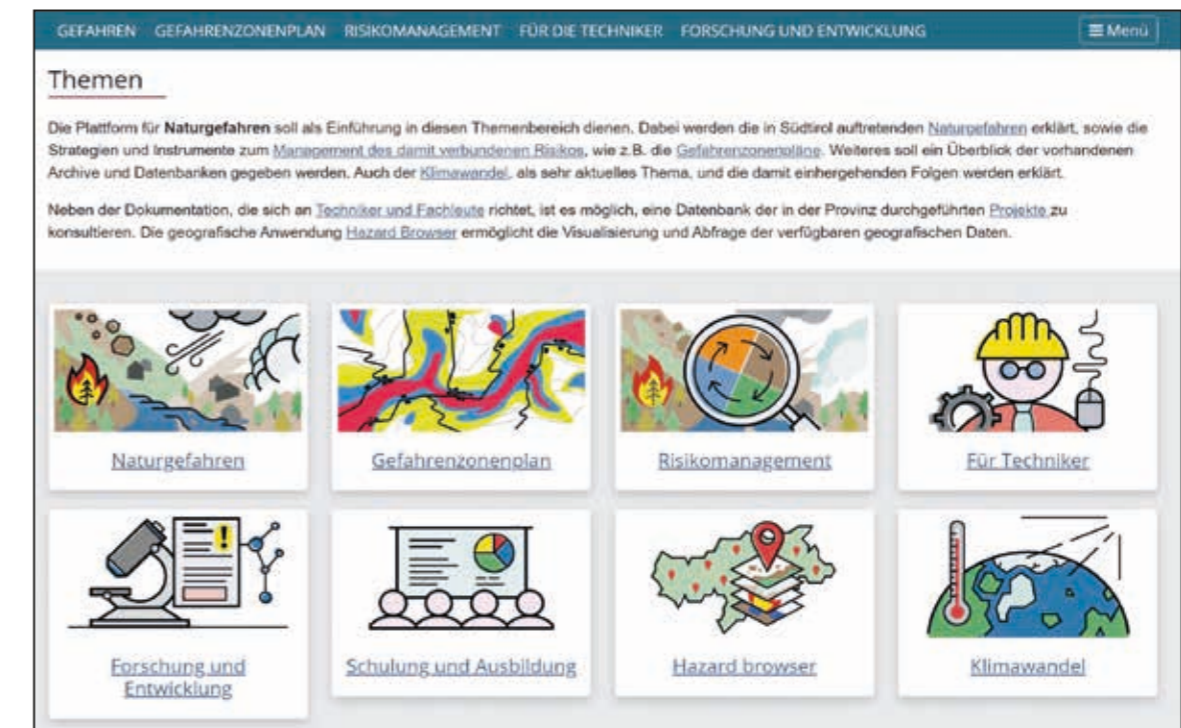 GEFAHREN GEFAHRENZONENPLAN RISIKOMANAGEMENT FÜR DIE TECHNIKER FORSCHUNG UND ENTWICKLUNG Menü
Themen
Die Plattform für Naturgefahren soll als Einführung in diesen Themenbereich dienen. Dabei werden die in Südtirol auftretenden Naturgefahren erklärt, sowie die
Strategien und Instrumente zum Management des damit verbundenen Risikos, wie z.B. die Gefahrenzonenpläne. Weiteres soll ein Überblick der vorhandenen
Archive und Datenbanken gegeben werden. Auch der Klimawandel, als sehr aktuelles Thema, und die damit einhergehenden Folgen werden erklärt.
Neben der Dokumentation, die sich an Techniker und Fachleute richtet, ist es möglich, eine Datenbank der in der Provinz durchgeführten Projekte zu
konsultieren. Die geografische Anwendung Hazard Browser ermöglicht die Visualisierung und Abfrage der verfügbaren geografischen Daten.
Naturgefahren
Gefahrenzonenplan
Risikomanagement
Für Techniker
Forschung und
Entwicklung
Schulung und Ausbildung
Hazard browser
Klimawandel